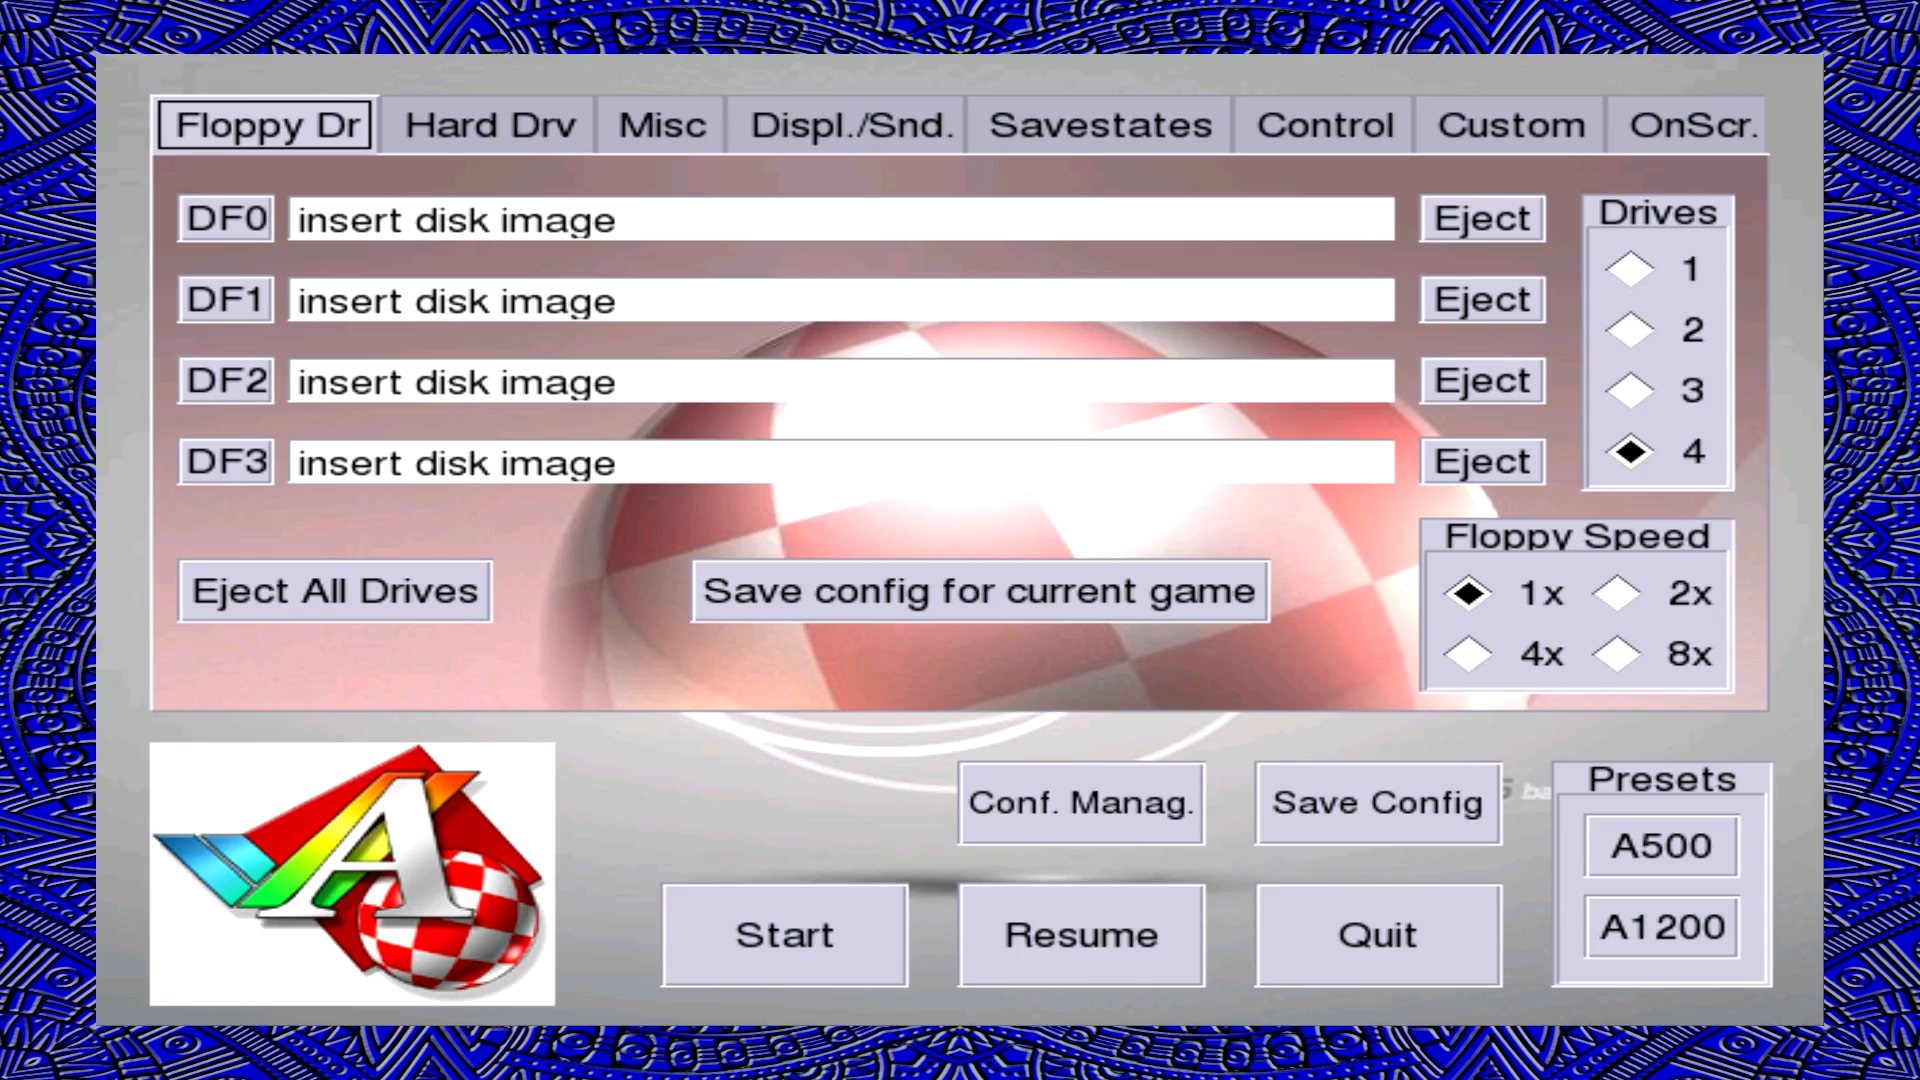 Floppy Dr Hard Drv Misc Displ./Snd. Savestates Control Custom OnScr.
DF0 insert disk image Eject
DF1 insert disk image Eject
DF2 insert disk image Eject
DF3 insert disk image Eject
Drives
1
2
3
4
Eject All Drives Save config for current game
Floppy Speed
1x 2x
4x 8x
A
Conf. Manag. Save Config
Start Resume Quit
Presets
A500
A1200